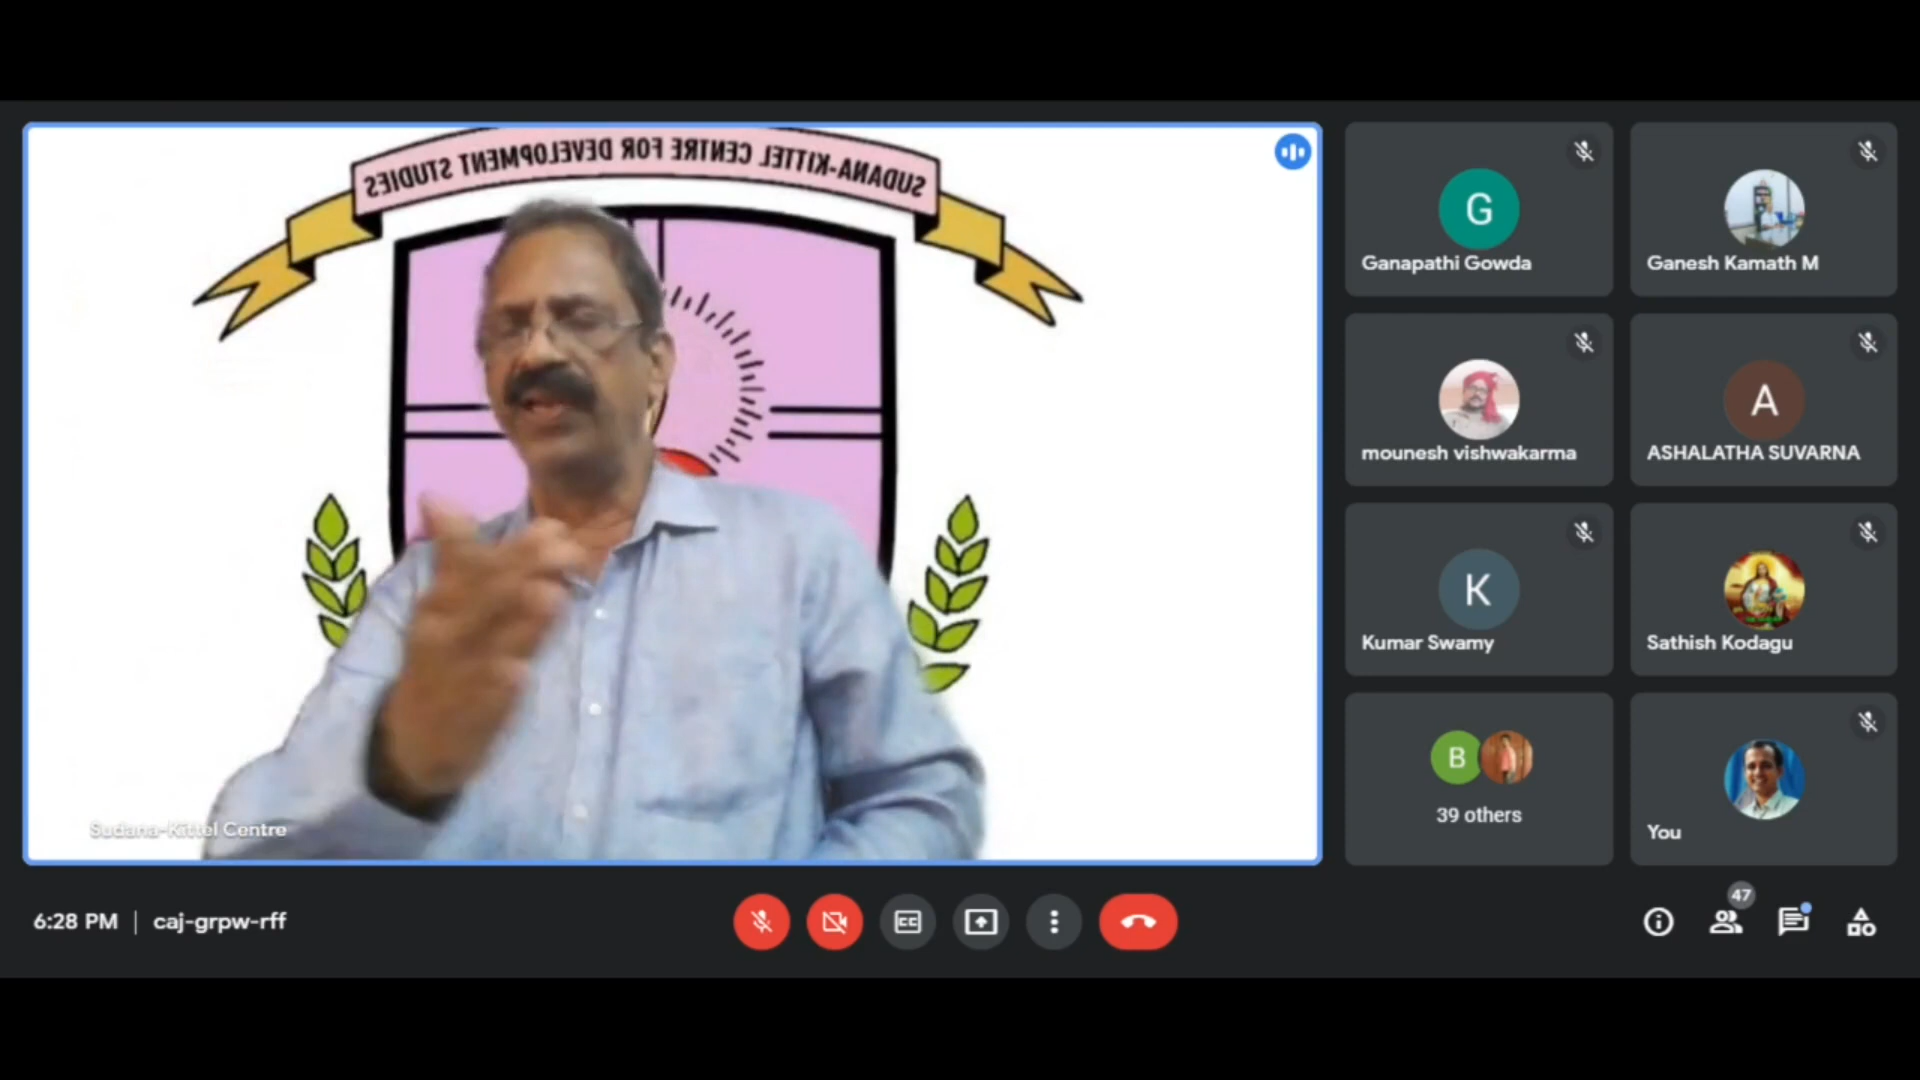 SUDANA-KITTEL CENTRE FOR DEVELOPMENT STUDIES
Sudana-Kittel Centre
G
Ganapathi Gowda
Ganesh Kamath M
mounesh vishwakarma
A
ASHALATHA SUVARNA
K
Kumar Swamy
Sathish Kodagu
B
39 others
You
6:28 PM | caj-grpw-rff
CC
47